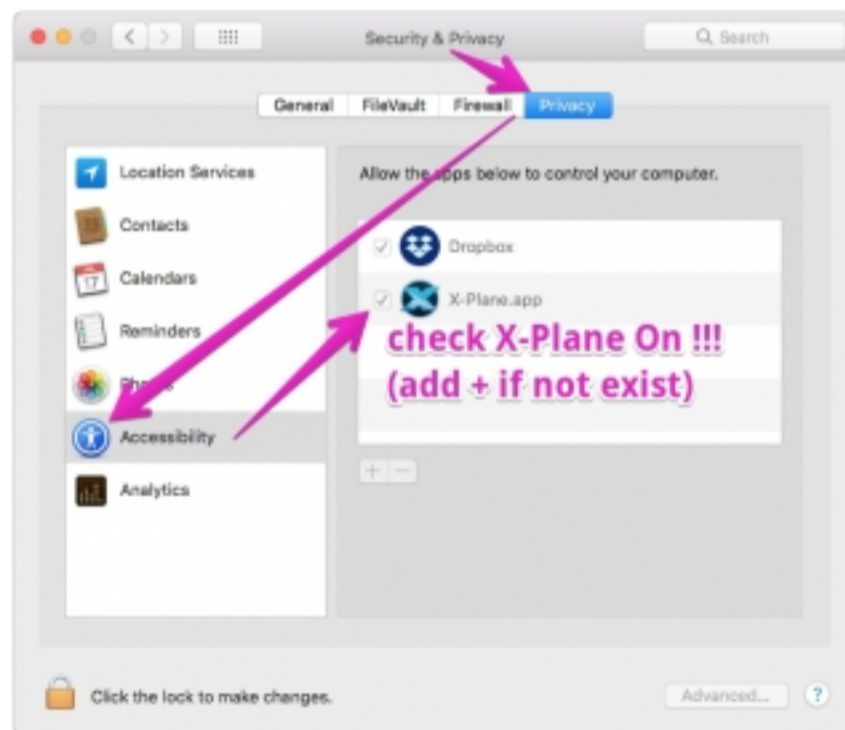 Security & Privacy
Search
General FileVault Firewall Privacy
Location Services
Contacts
Calendars
17
Reminders
Photos
Accessibility
Analytics
Allow the apps below to control your computer.
Dropbox
X-Plane.app
check X-Plane On !!!
(add + if not exist)
+ −
Click the lock to make changes.
Advanced...
?